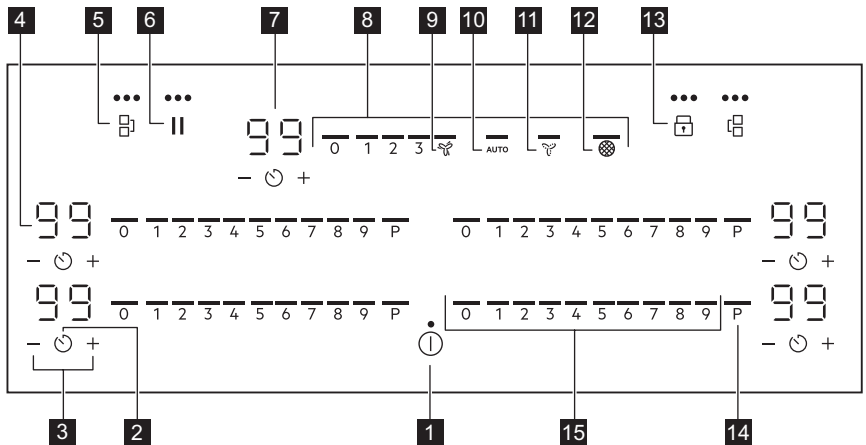 4 5 6 7 8 9 10 11 12 13
99
0 1 2 3 AUTO
− +
99 0 1 2 3 4 5 6 7 8 9 P 0 1 2 3 4 5 6 7 8 9 P 99
− + − +
99 0 1 2 3 4 5 6 7 8 9 P 0 1 2 3 4 5 6 7 8 9 P 99
− + − +
3 2 1 15 14